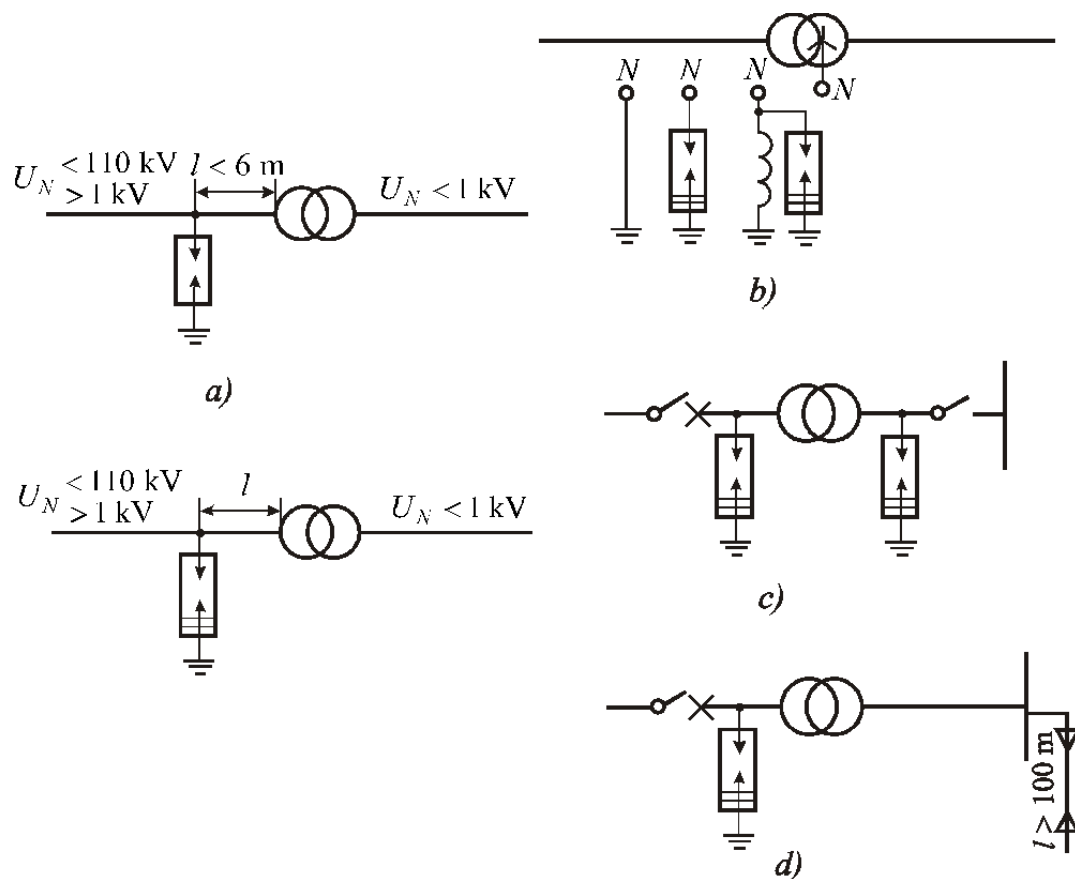 U_N <110 kV >1 kV
l < 6 m
U_N <1 kV
a)
U_N <110 kV >1 kV
l
U_N <1 kV
N N N N
b)
c)
l > 100 m
d)